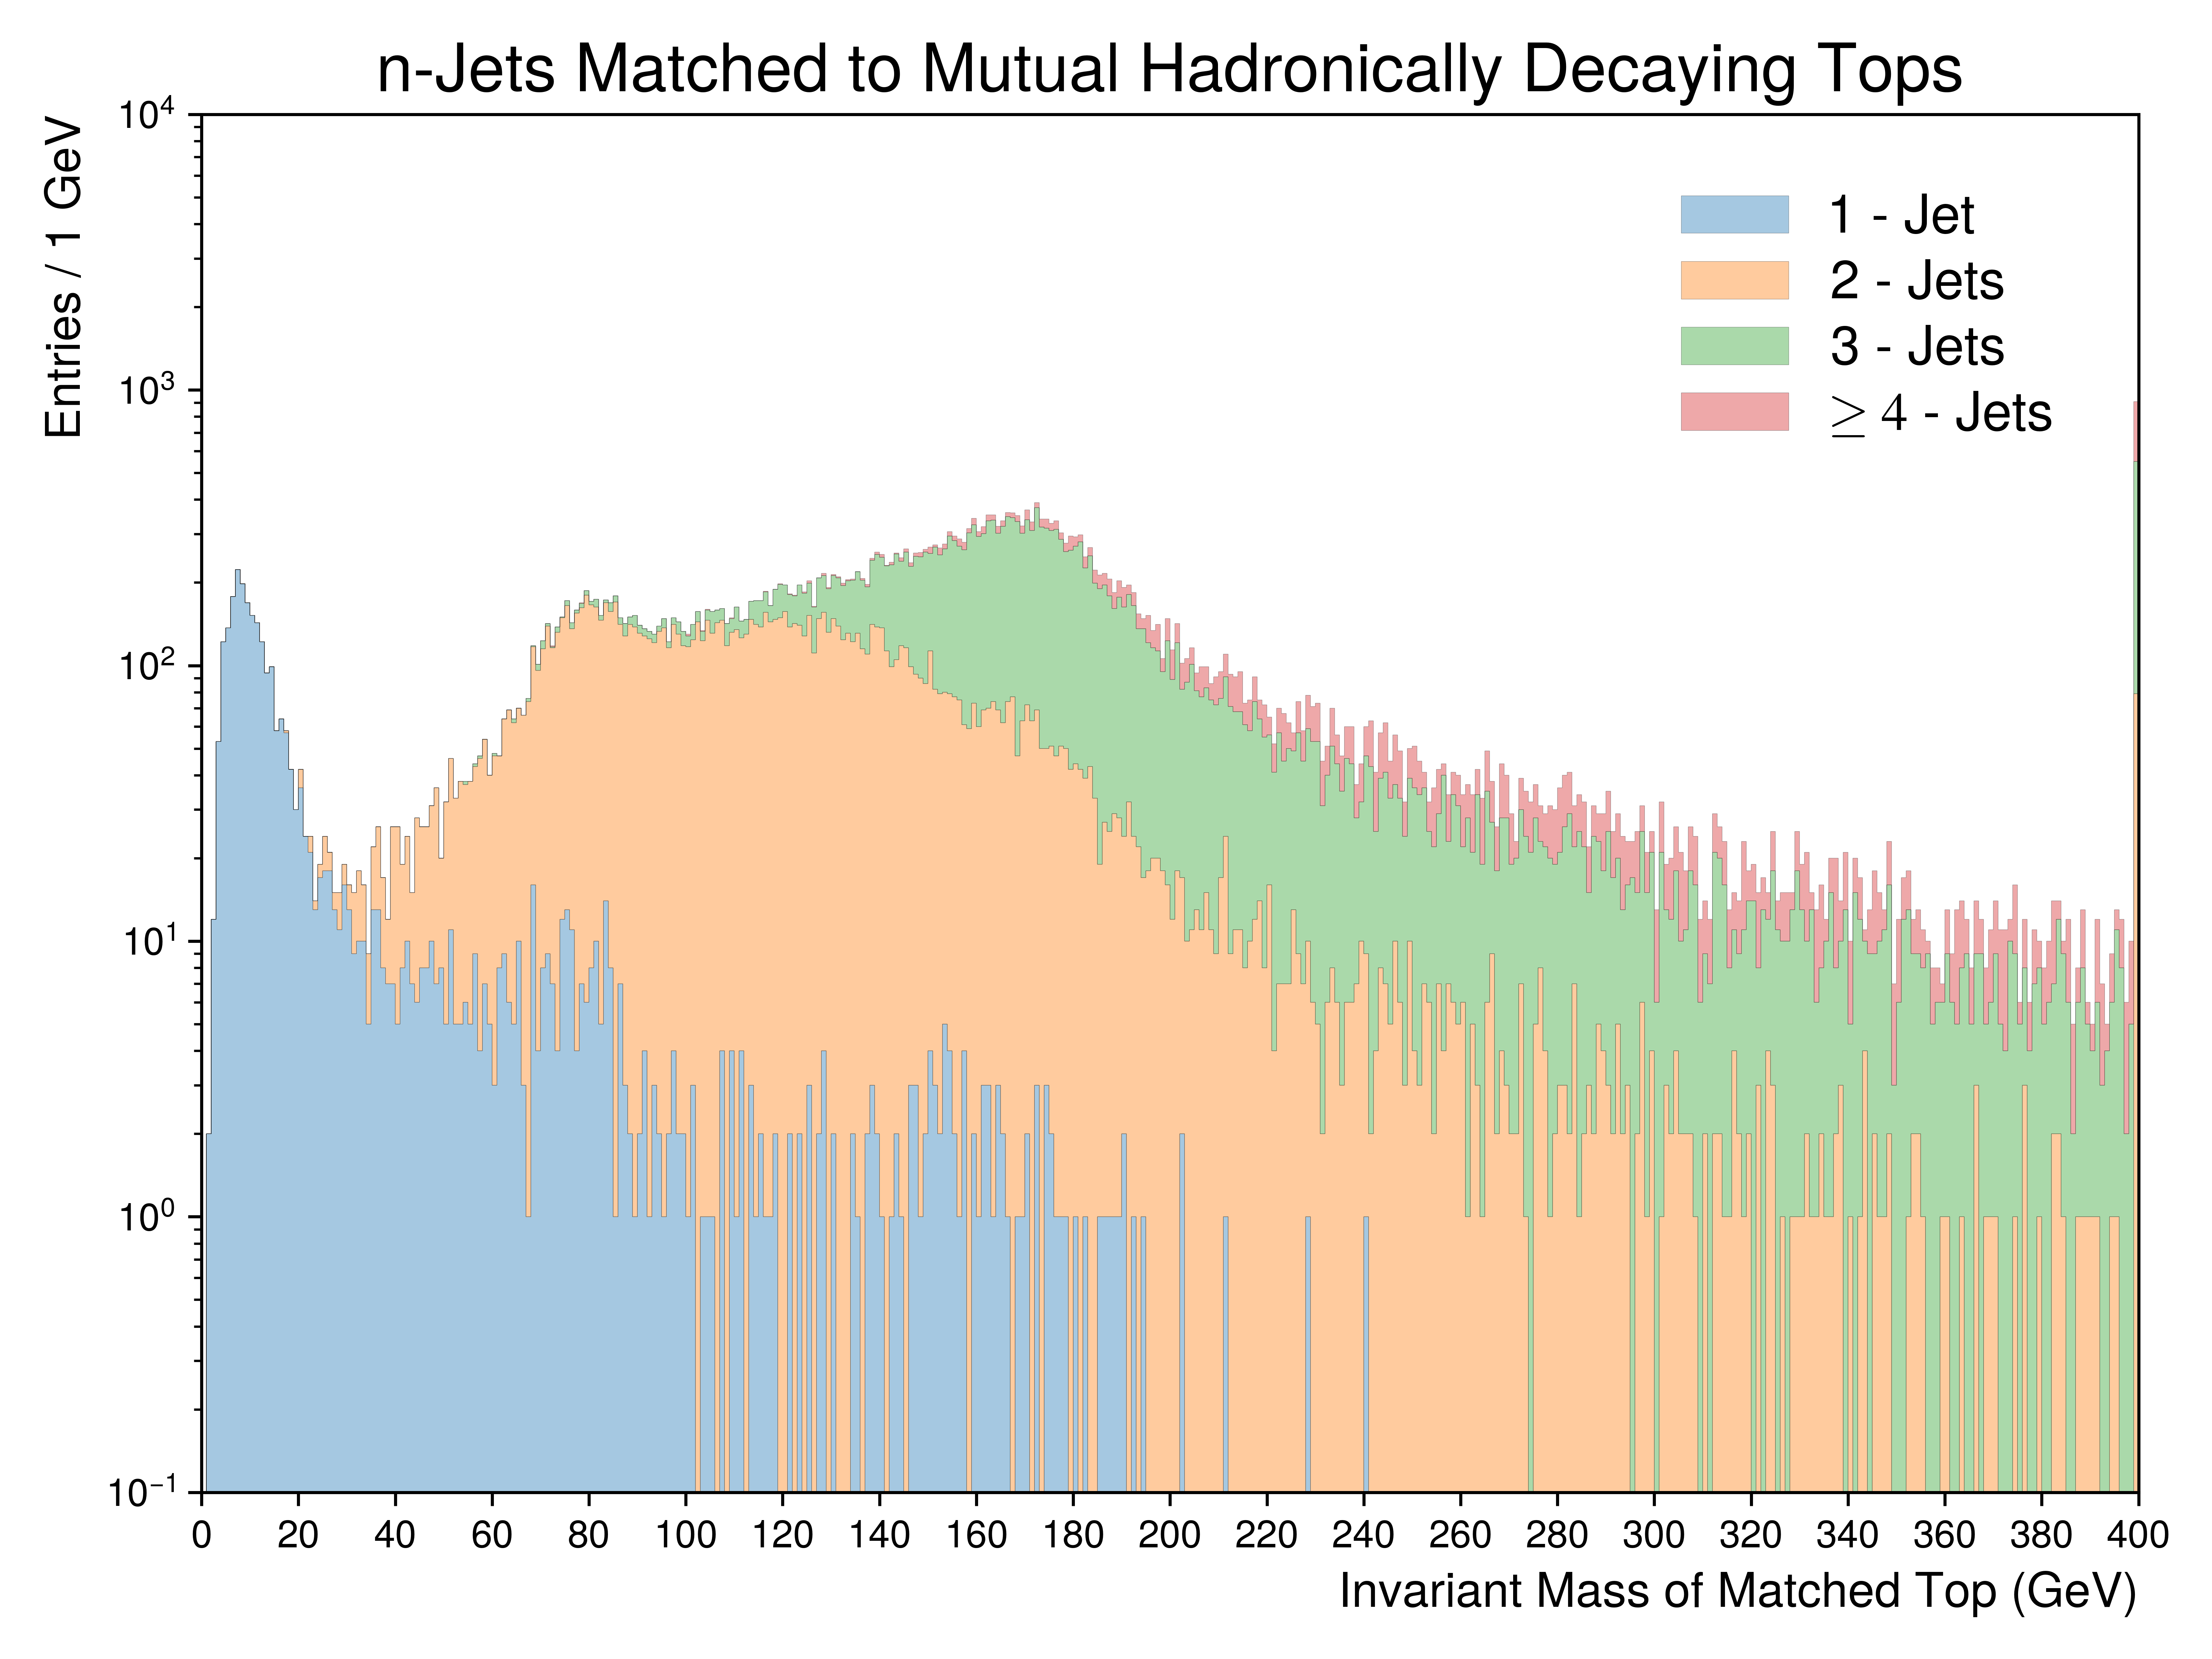 n-Jets Matched to Mutual Hadronically Decaying Tops
Entries / 1 GeV
10⁴
10³
10²
10¹
10⁰
10⁻¹
1 - Jet
2 - Jets
3 - Jets
≥ 4 - Jets
0 20 40 60 80 100 120 140 160 180 200 220 240 260 280 300 320 340 360 380 400
Invariant Mass of Matched Top (GeV)